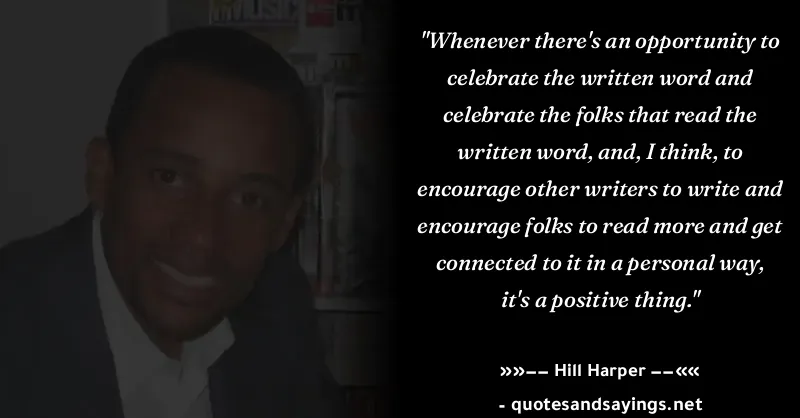 MUSIC
"Whenever there's an opportunity to
celebrate the written word and
celebrate the folks that read the
written word, and, I think, to
encourage other writers to write and
encourage folks to read more and get
connected to it in a personal way,
it's a positive thing."
»»−− Hill Harper −−««
- quotesandsayings.net